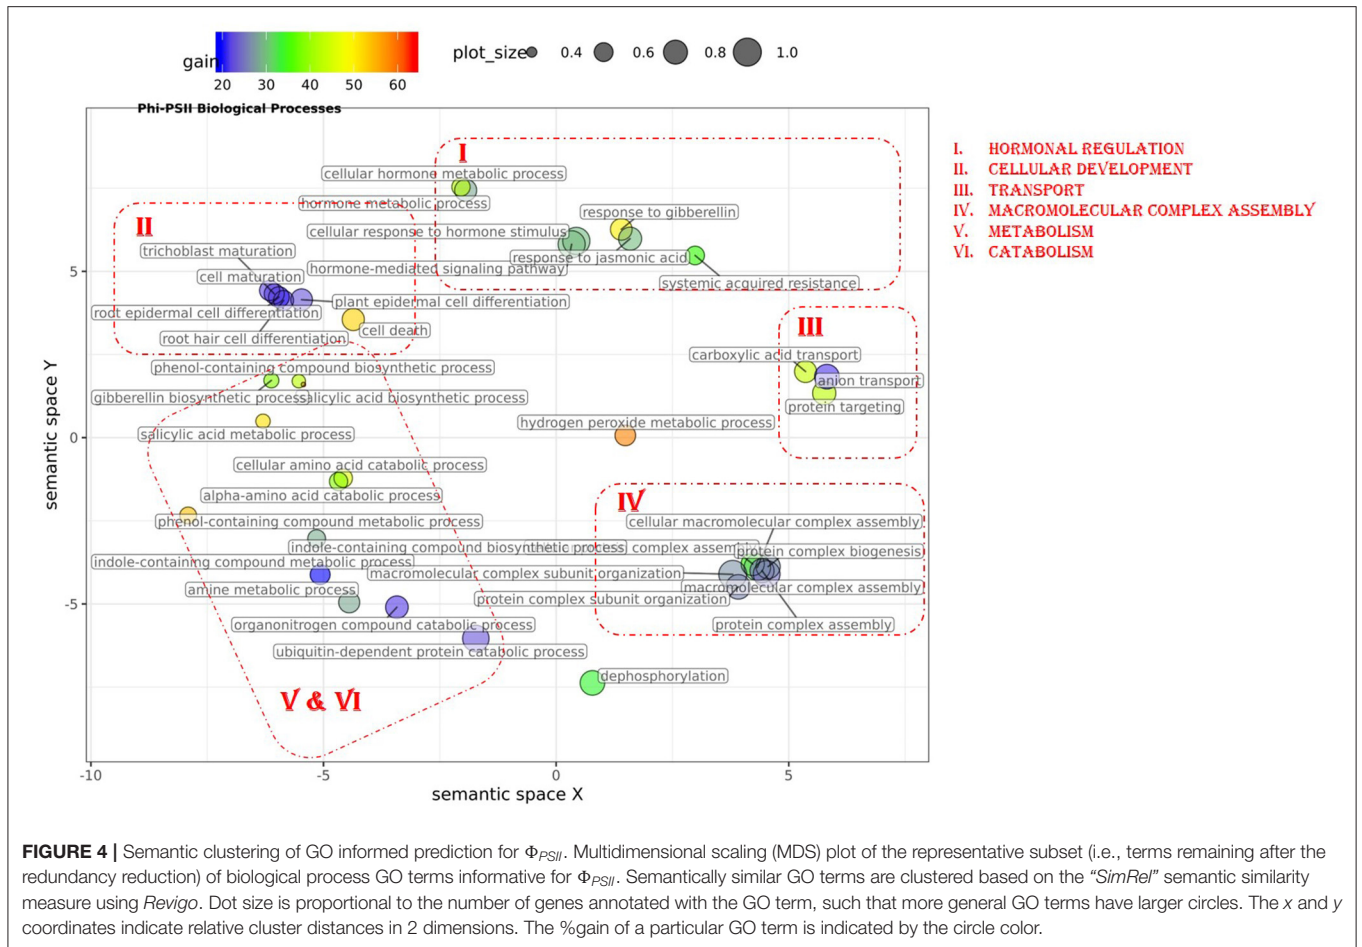 gain
20 30 40 50 60
plot_size 0.4 0.6 0.8 1.0
Phi-PSII Biological Processes
I
cellular hormone metabolic process
hormone metabolic process
response to gibberellin
cellular response to hormone stimulus
response to jasmonic acid
hormone-mediated signaling pathway
systemic acquired resistance
II
trichoblast maturation
cell maturation
plant epidermal cell differentiation
root epidermal cell differentiation
cell death
root hair cell differentiation
III
carboxylic acid transport
anion transport
protein targeting
phenol-containing compound biosynthetic process
gibberellin biosynthetic process
salicylic acid biosynthetic process
salicylic acid metabolic process
hydrogen peroxide metabolic process
cellular amino acid catabolic process
alpha-amino acid catabolic process
phenol-containing compound metabolic process
indole-containing compound biosynthetic process
indole-containing compound metabolic process
amine metabolic process
organonitrogen compound catabolic process
ubiquitin-dependent protein catabolic process
V & VI
IV
cellular macromolecular complex assembly
complex assembly
protein complex biogenesis
macromolecular complex subunit organization
macromolecular complex assembly
protein complex subunit organization
protein complex assembly
dephosphorylation
5
0
-5
semantic space Y
-10 -5 0 5
semantic space X
I. HORMONAL REGULATION
II. CELLULAR DEVELOPMENT
III. TRANSPORT
IV. MACROMOLECULAR COMPLEX ASSEMBLY
V. METABOLISM
VI. CATABOLISM
FIGURE 4 | Semantic clustering of GO informed prediction for Φ_PSII. Multidimensional scaling (MDS) plot of the representative subset (i.e., terms remaining after the
redundancy reduction) of biological process GO terms informative for Φ_PSII. Semantically similar GO terms are clustered based on the "SimRel" semantic similarity
measure using Revigo. Dot size is proportional to the number of genes annotated with the GO term, such that more general GO terms have larger circles. The x and y
coordinates indicate relative cluster distances in 2 dimensions. The %gain of a particular GO term is indicated by the circle color.